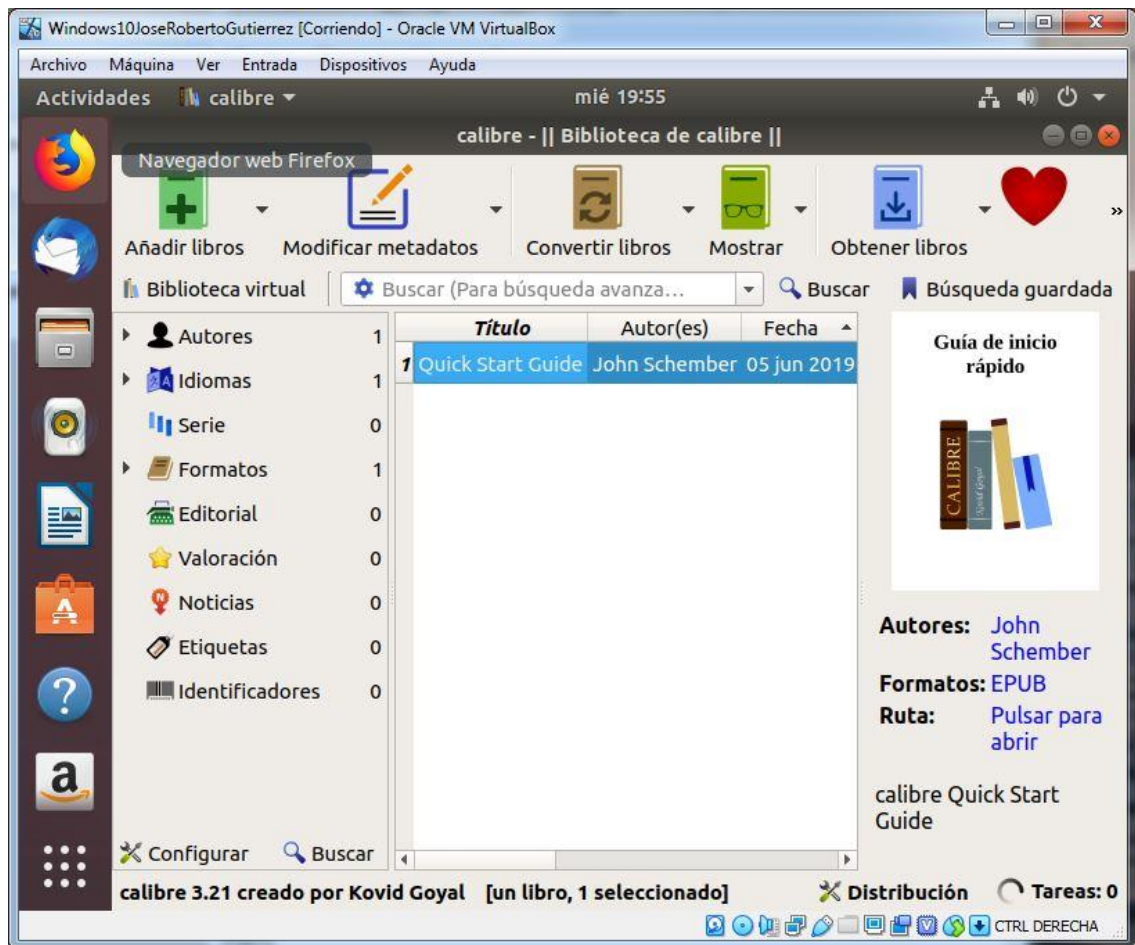 Windows10JoseRobertoGutierrez [Corriendo] - Oracle VM VirtualBox
Archivo Máquina Ver Entrada Dispositivos Ayuda
Actividades calibre mié 19:55
calibre - || Biblioteca de calibre ||
Navegador web Firefox
Añadir libros Modificar metadatos Convertir libros Mostrar Obtener libros »
Biblioteca virtual Buscar (Para búsqueda avanza... Buscar Búsqueda guardada
Autores 1
Idiomas 1
Serie 0
Formatos 1
Editorial 0
Valoración 0
Noticias 0
Etiquetas 0
Identificadores 0
Configurar Buscar
Título Autor(es) Fecha
1 Quick Start Guide John Schember 05 jun 2019
Guía de inicio
rápido
CALIBRE
Kovid Goyal
Autores: John
Schember
Formatos: EPUB
Ruta: Pulsar para
abrir
calibre Quick Start
Guide
calibre 3.21 creado por Kovid Goyal [un libro, 1 seleccionado] Distribución Tareas: 0
CTRL DERECHA